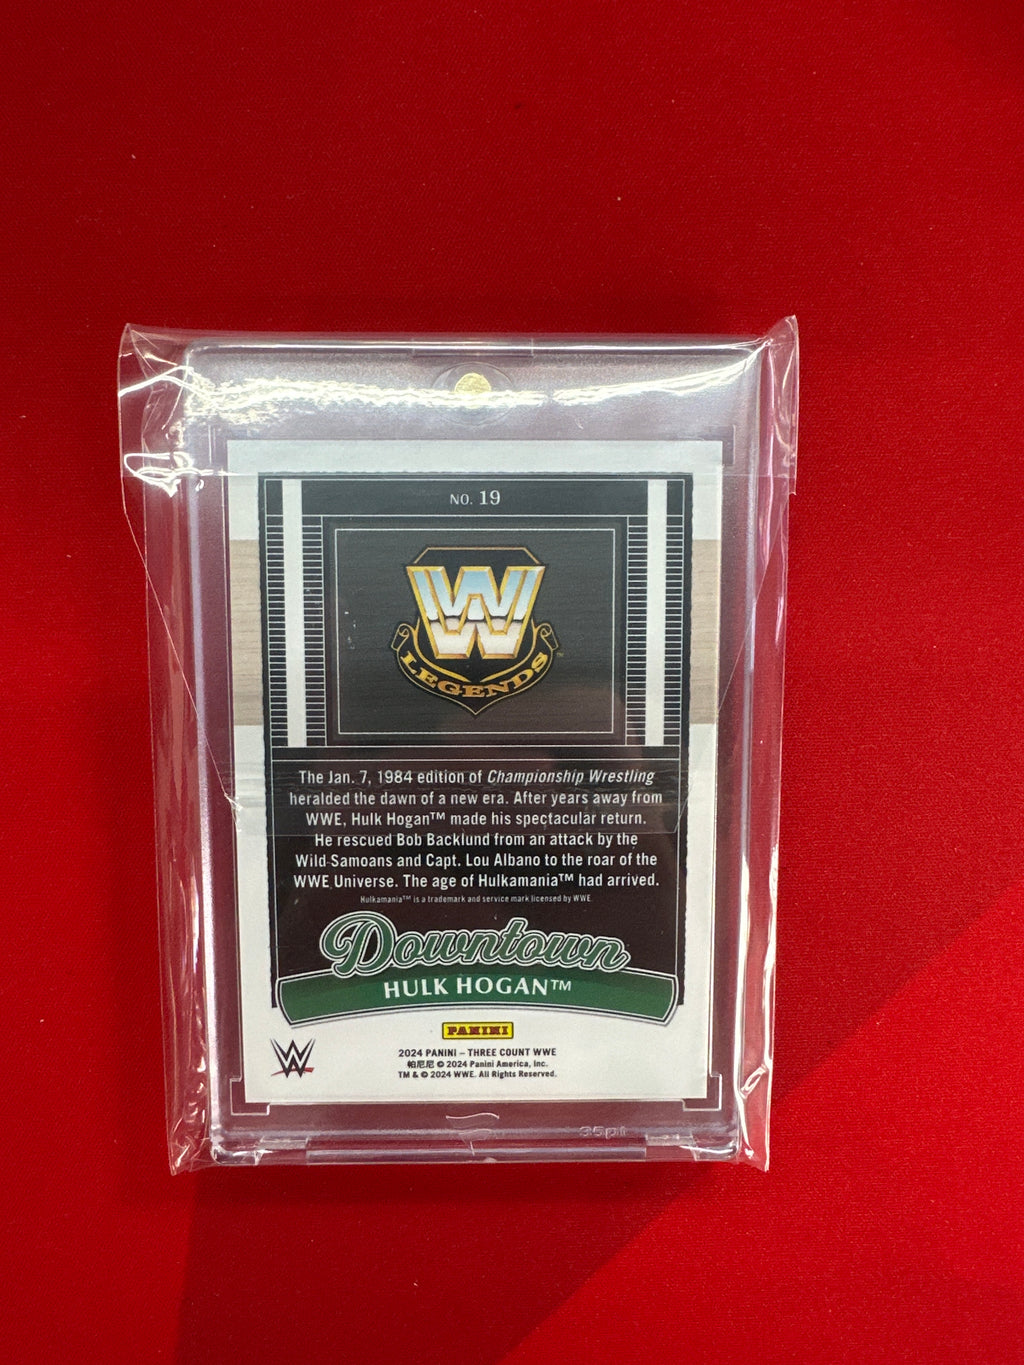 NO. 19
W
LEGENDS™
The Jan. 7, 1984 edition of Championship Wrestling
heralded the dawn of a new era. After years away from
WWE, Hulk Hogan™ made his spectacular return.
He rescued Bob Backlund from an attack by the
Wild Samoans and Capt. Lou Albano to the roar of the
WWE Universe. The age of Hulkamania™ had arrived.
Hulkamania™ is a trademark and service mark licensed by WWE.
Downtown
HULK HOGAN™
PANINI
W
2024 PANINI – THREE COUNT WWE
帕尼尼 © 2024 Panini America, Inc.
TM & © 2024 WWE. All Rights Reserved.
35pt